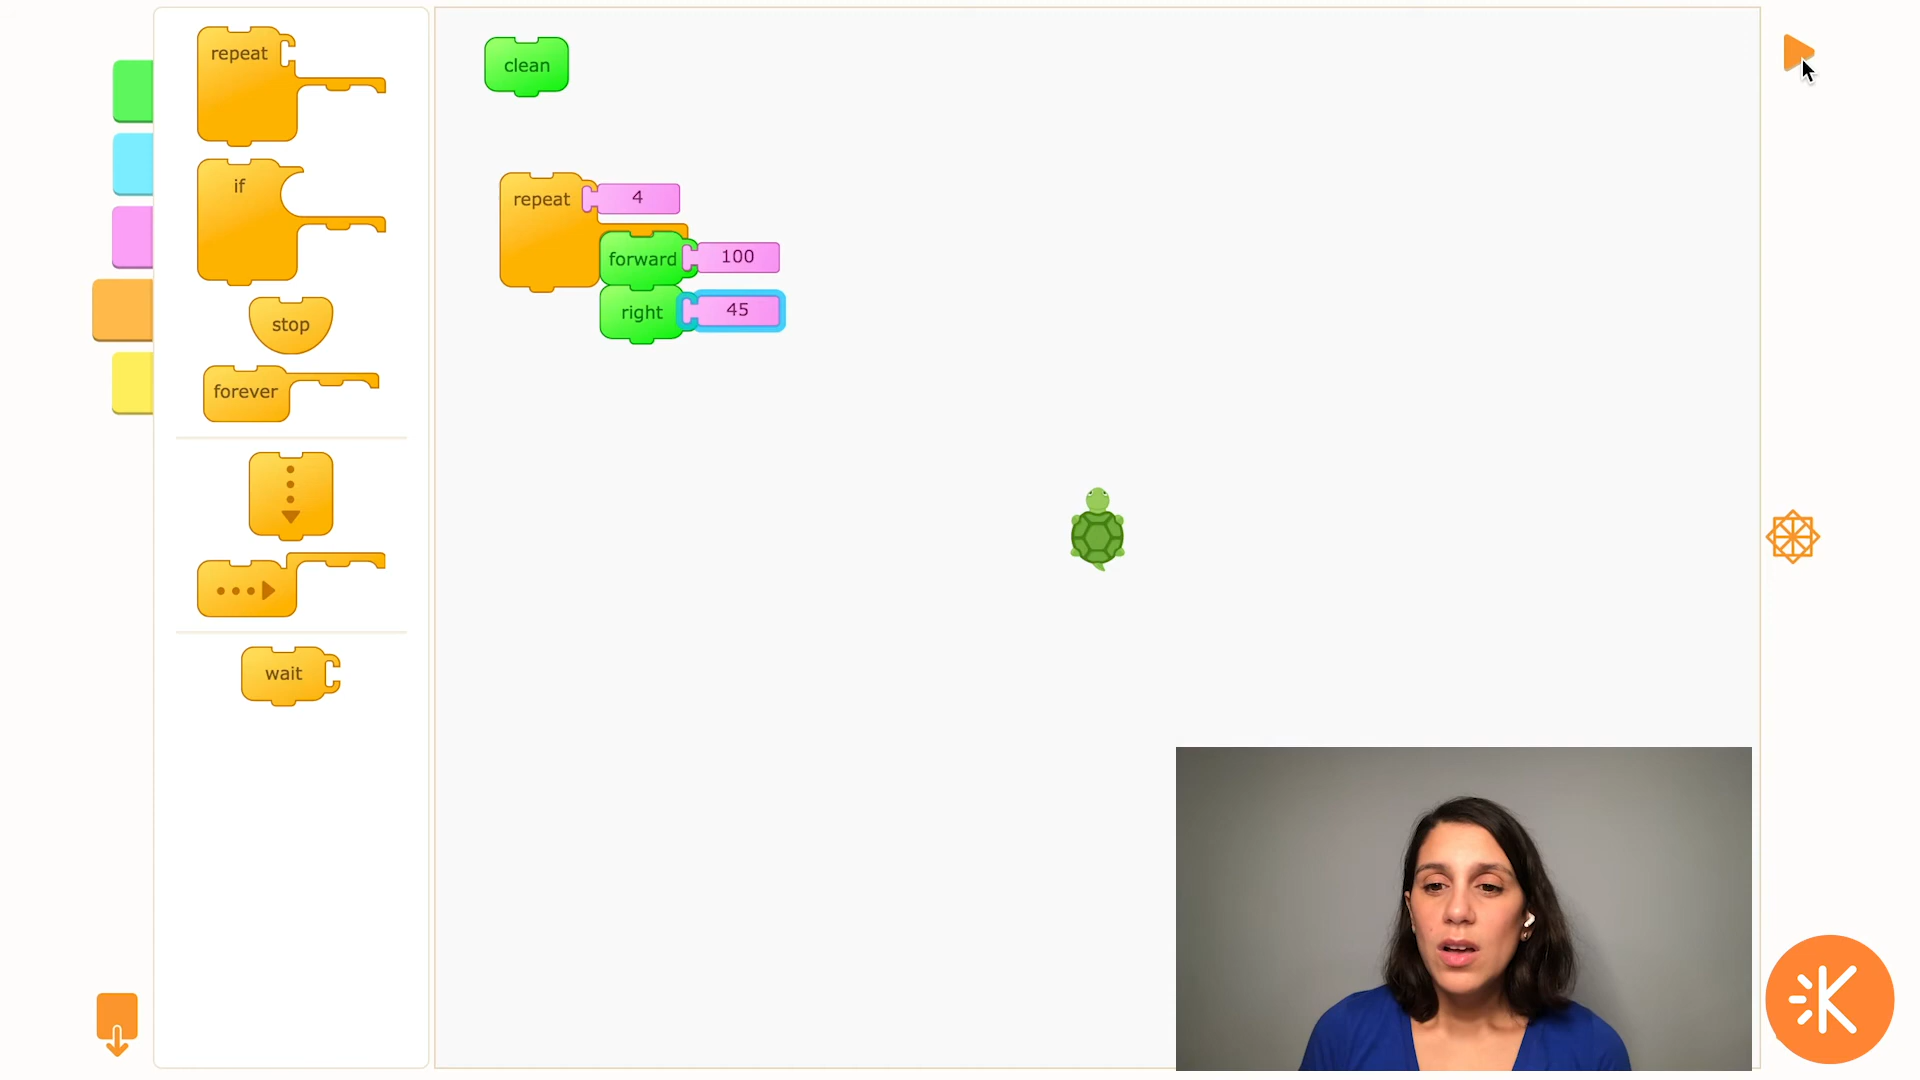 repeat
if
stop
forever
wait
clean
repeat 4
forward 100
right 45
K